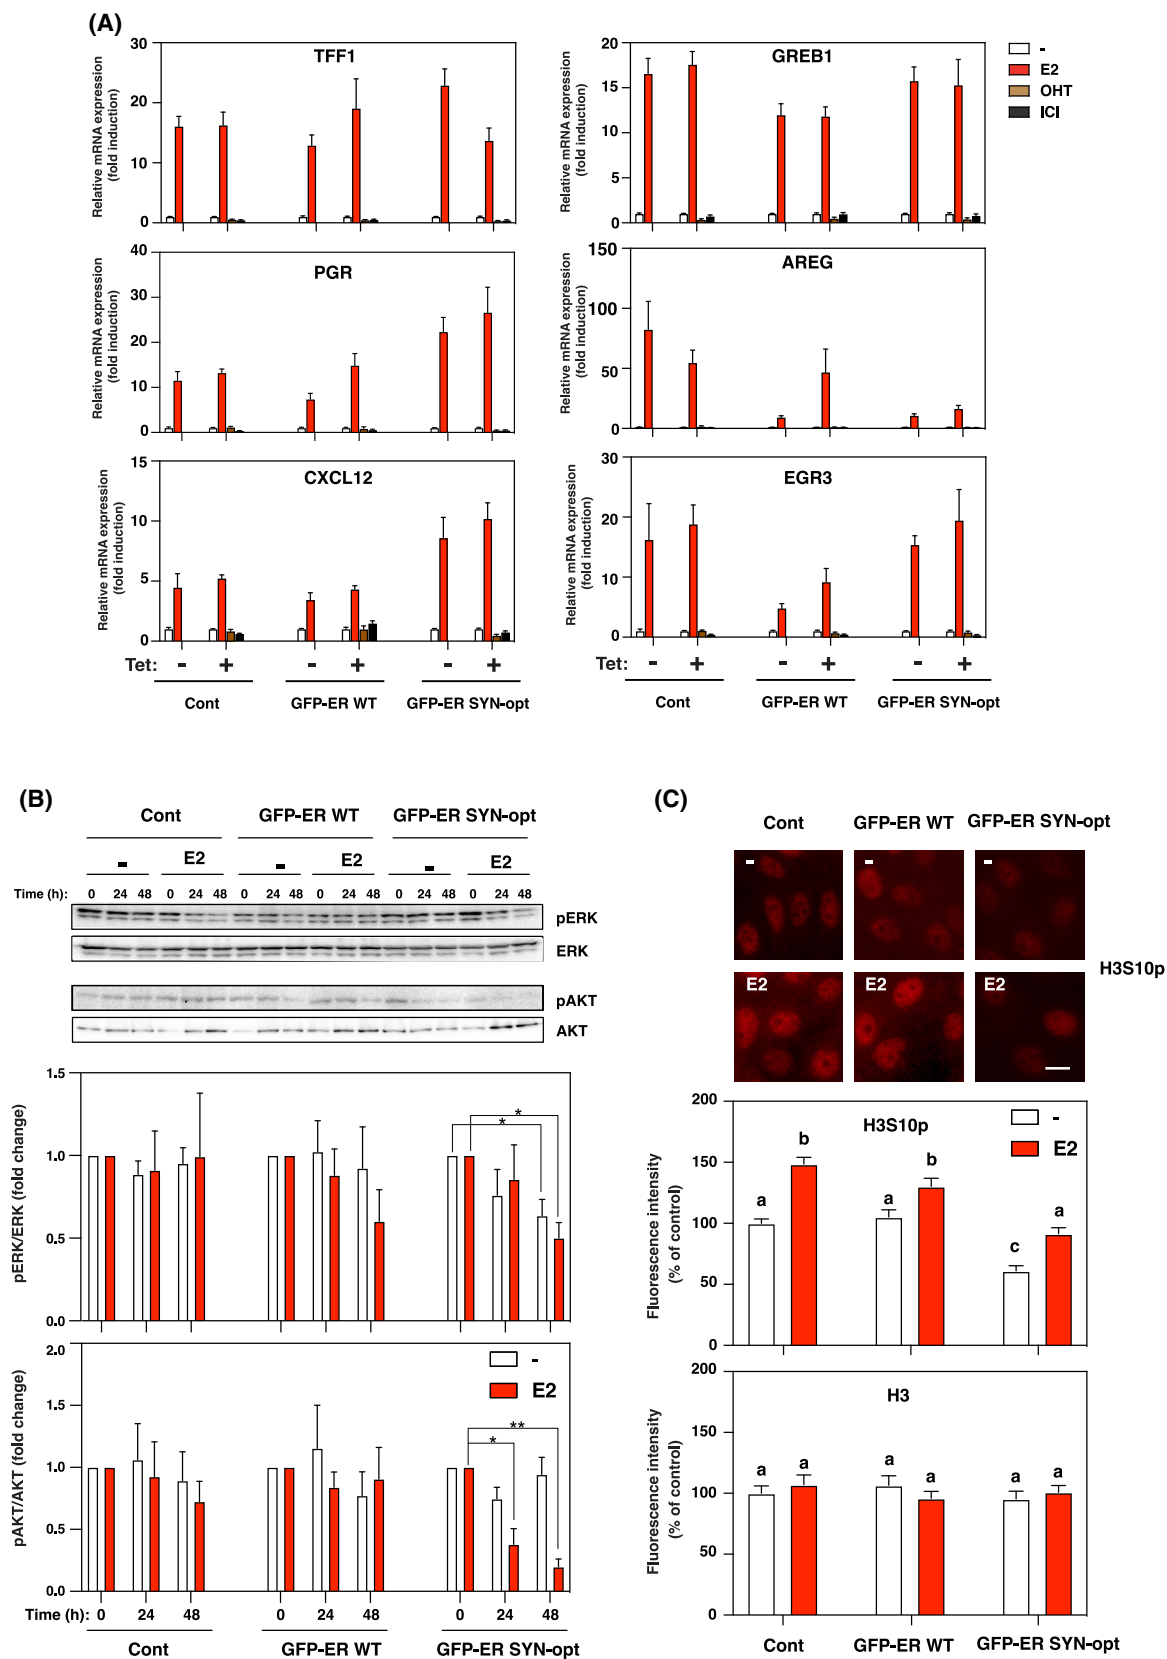 (A)
TFF1
GREB1
-
E2
OHT
ICI
Relative mRNA expression
(fold induction)
30
20
10
0
Relative mRNA expression
(fold induction)
20
15
10
5
0
PGR
AREG
Relative mRNA expression
(fold induction)
40
30
20
10
0
Relative mRNA expression
(fold induction)
150
100
50
0
CXCL12
EGR3
Relative mRNA expression
(fold induction)
15
10
5
0
Relative mRNA expression
(fold induction)
30
20
10
0
Tet: - + - + - +
Cont GFP-ER WT GFP-ER SYN-opt
Tet: - + - + - +
Cont GFP-ER WT GFP-ER SYN-opt
(B)
Cont GFP-ER WT GFP-ER SYN-opt
- E2 - E2 - E2
Time (h): 0 24 48 0 24 48 0 24 48 0 24 48 0 24 48 0 24 48
pERK
ERK
pAKT
AKT
pERK/ERK (fold change)
1.5
1.0
0.5
0.0
*
*
pAKT/AKT (fold change)
2.0
1.5
1.0
0.5
0.0
-
E2
**
*
Time (h): 0 24 48 0 24 48 0 24 48
Cont GFP-ER WT GFP-ER SYN-opt
(C)
Cont GFP-ER WT GFP-ER SYN-opt
- - -
H3S10p
E2 E2 E2
H3S10p
-
E2
Fluorescence intensity
(% of control)
200
150
100
50
0
a b a b c a
H3
Fluorescence intensity
(% of control)
200
150
100
50
0
a a a a a a
Cont GFP-ER WT GFP-ER SYN-opt